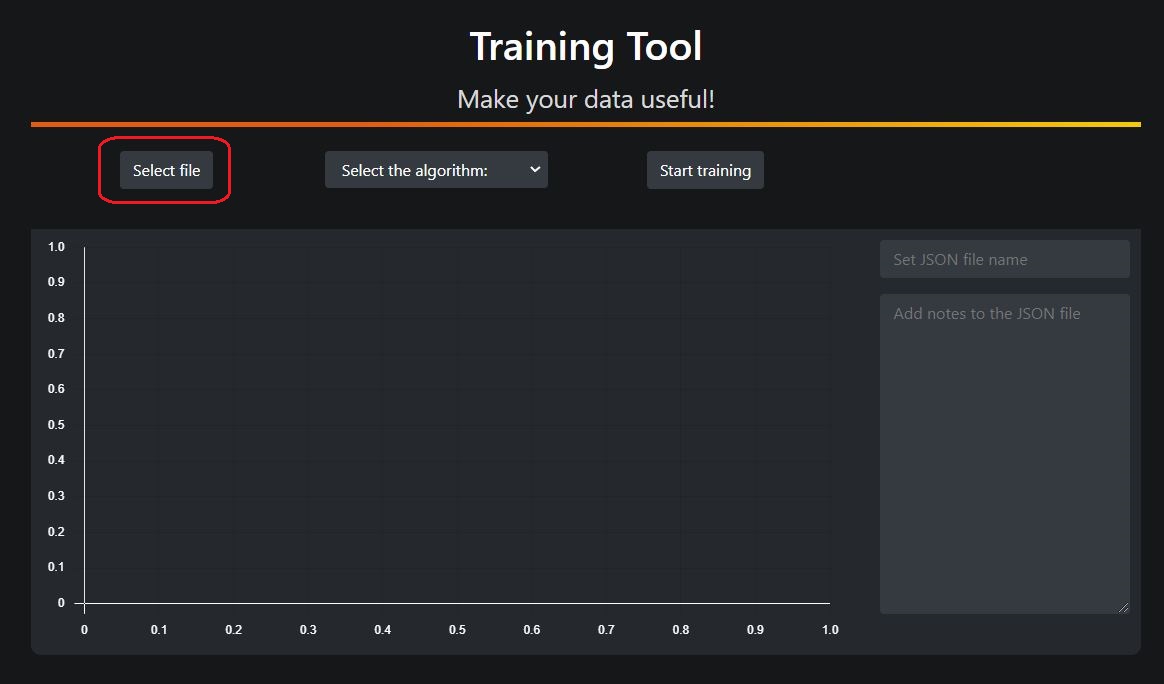 Training Tool
Make your data useful!
Select file
Select the algorithm:
Start training
1.0
0.9
0.8
0.7
0.6
0.5
0.4
0.3
0.2
0.1
0
0 0.1 0.2 0.3 0.4 0.5 0.6 0.7 0.8 0.9 1.0
Set JSON file name
Add notes to the JSON file